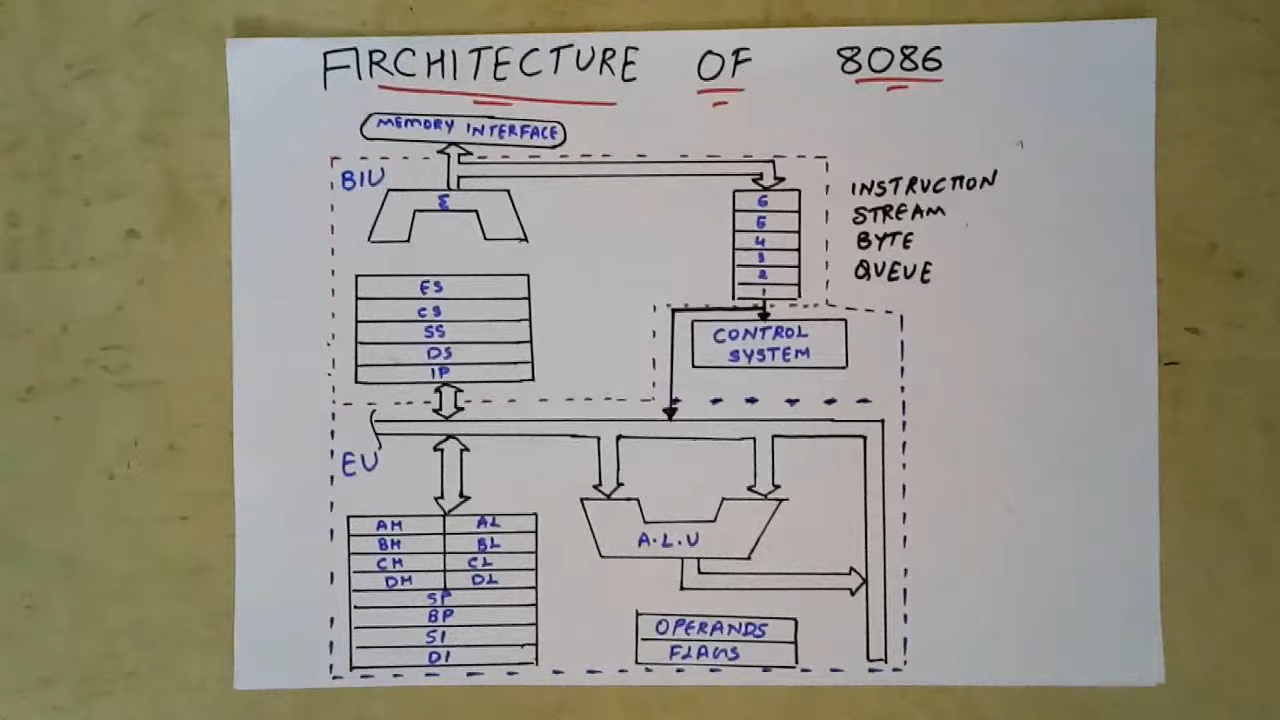 ARCHITECTURE OF 8086
MEMORY INTERFACE
BIU
Σ
6
5
4
3
2
INSTRUCTION
STREAM
BYTE
QUEUE
ES
CS
SS
DS
IP
CONTROL
SYSTEM
EU
AH AL
BH BL
CH CL
DH DL
SP
BP
SI
DI
A.L.U
OPERANDS
FLAGS